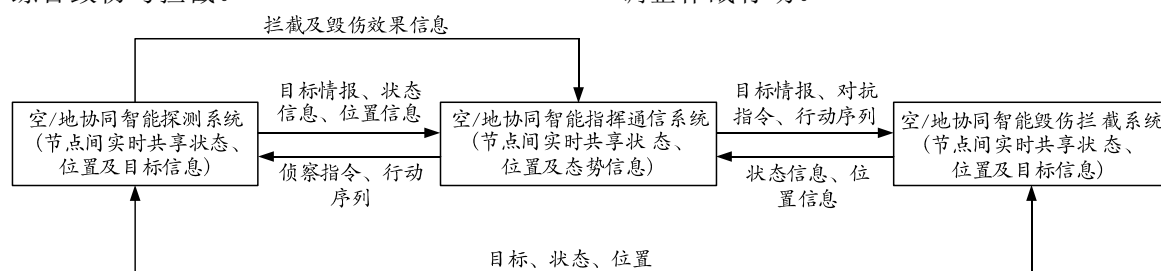 拦截及毁伤效果信息
目标情报、状态
信息、位置信息
目标情报、对抗
指令、行动序列
空/地协同智能探测系统
(节点间实时共享状态、
位置及目标信息)
空/地协同智能指挥通信系统
(节点间实时共享状 态、
位置及态势信息)
空/地协同智能毁伤拦 截系统
(节点间实时共享状 态、
位置及目标信息)
侦察指令、行动
序列
状态信息、位
置信息
目标、状态、位置